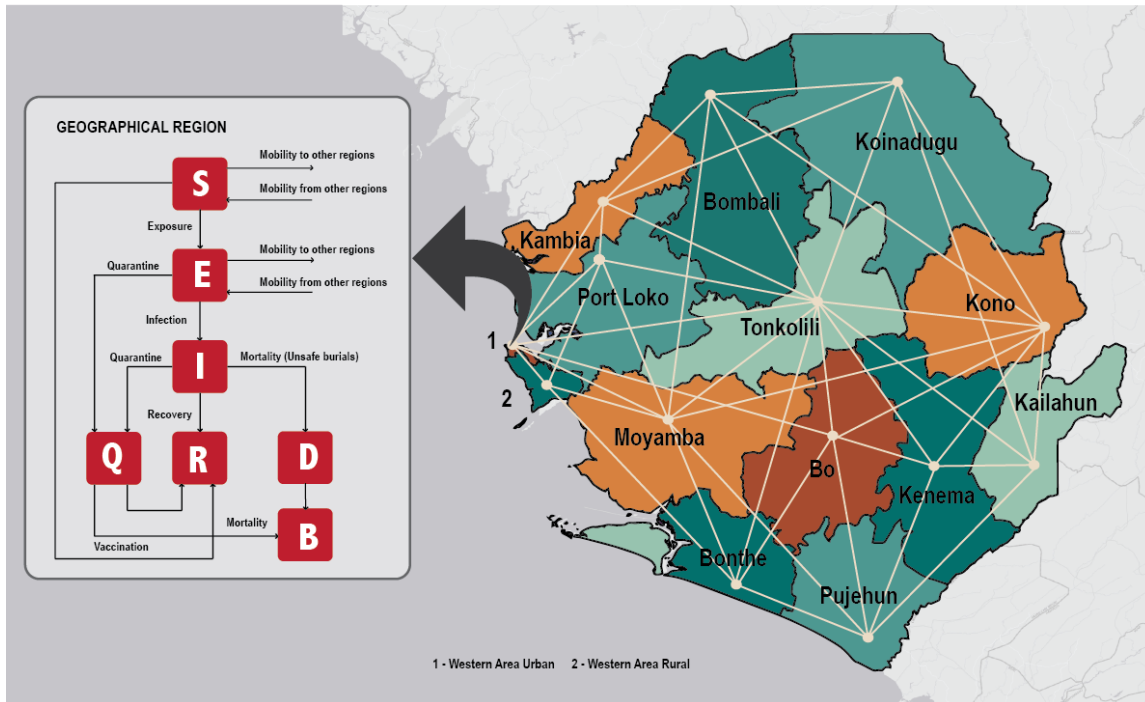 GEOGRAPHICAL REGION
S
Mobility to other regions
Mobility from other regions
Exposure
E
Mobility to other regions
Quarantine
Mobility from other regions
Infection
I
Quarantine
Mortality (Unsafe burials)
Recovery
Q
R
D
Mortality
B
Vaccination
Koinadugu
Bombali
Kambia
Port Loko
Kono
Tonkolili
1
2
Kailahun
Moyamba
Bo
Kenema
Bonthe
Pujehun
1 - Western Area Urban 2 - Western Area Rural